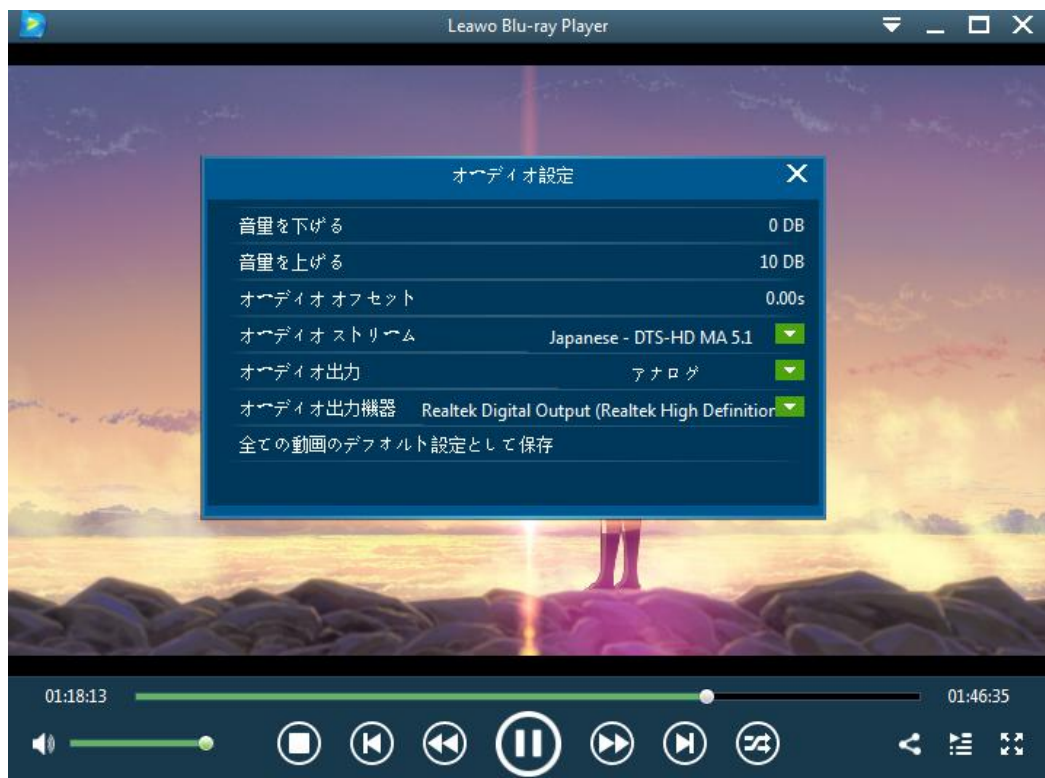 Leawo Blu-ray Player
オーディオ設定
音量を下げる 0 DB
音量を上げる 10 DB
オーディオ オフセット 0.00s
オーディオ ストリーム Japanese - DTS-HD MA 5.1
オーディオ出力 アナログ
オーディオ出力機器 Realtek Digital Output (Realtek High Definition
全ての動画のデフォルト設定として保存
01:18:13 01:46:35